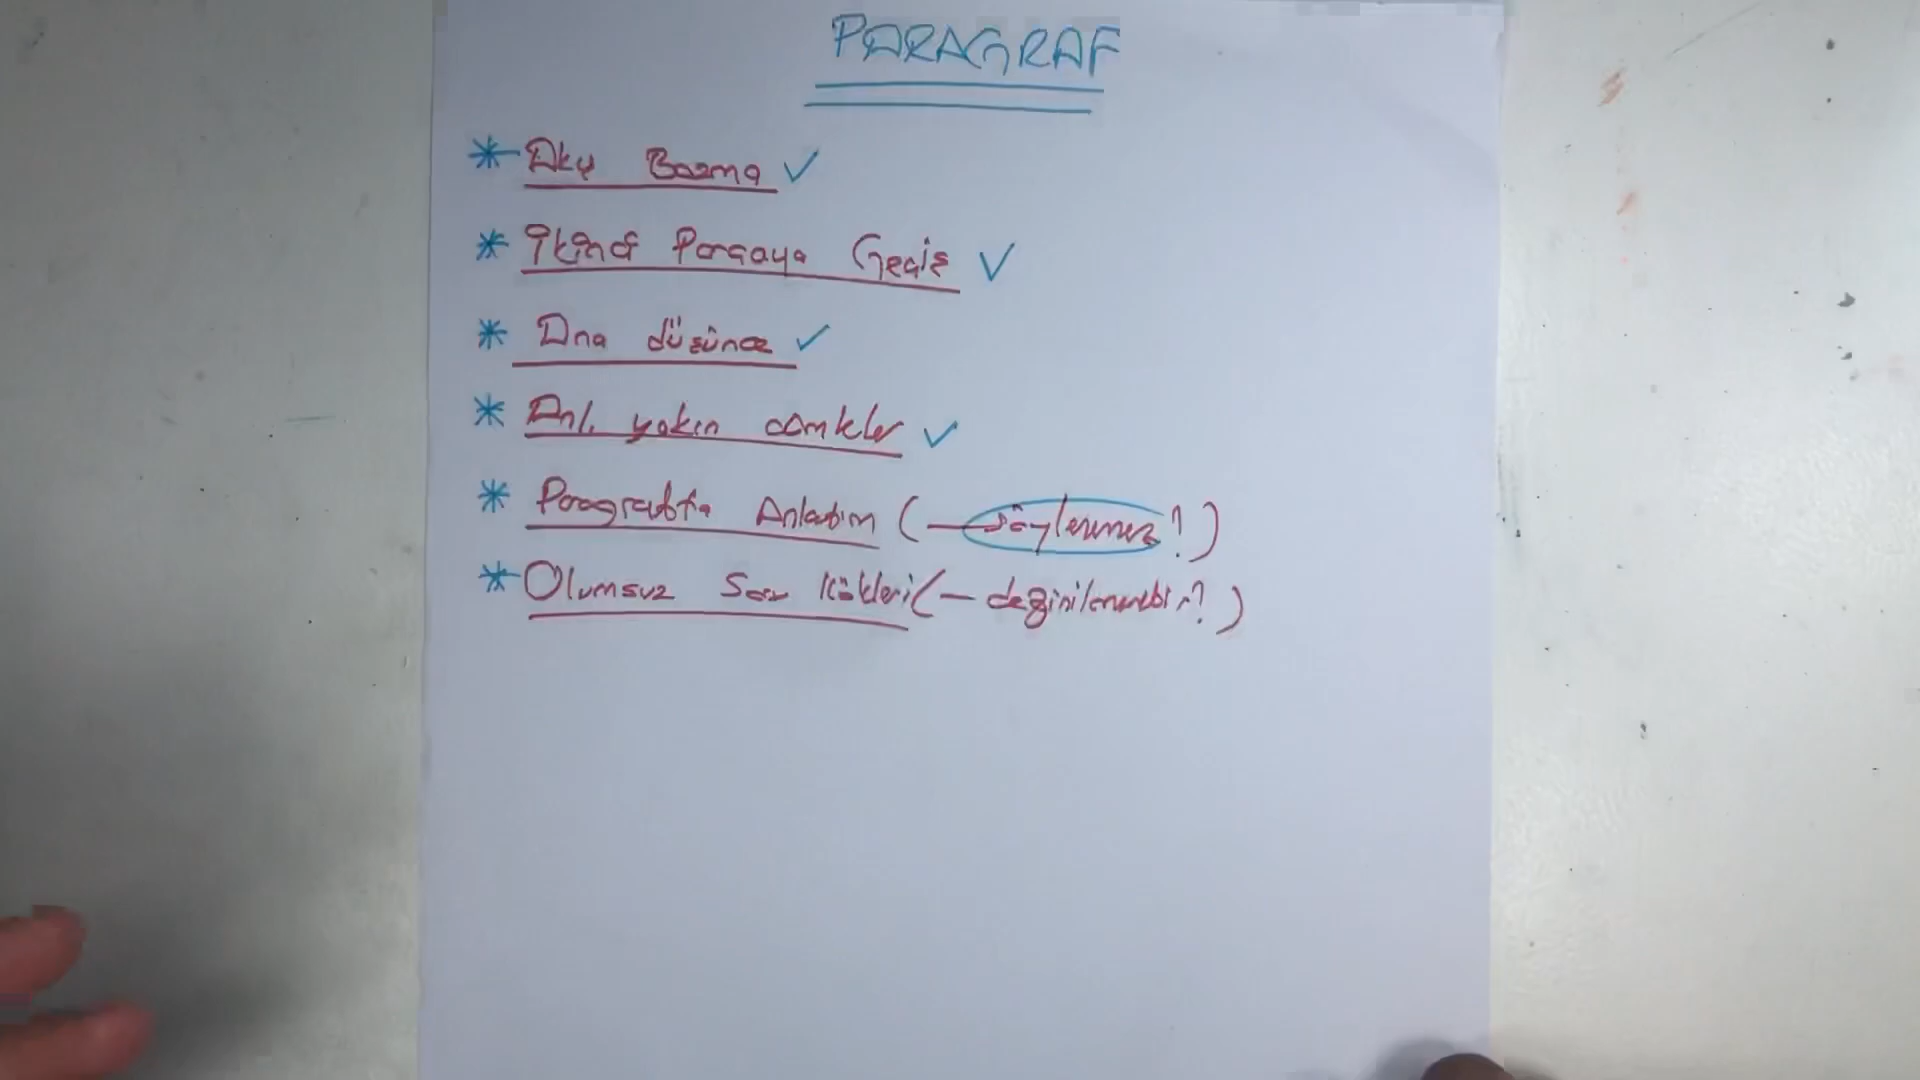 PARAGRAF
* Akış Bozma ✓
* İkinci Parçaya Geçiş ✓
* Ana düşünce ✓
* Anl. yakın cümleler ✓
* Paragrafta Anlatım (— söylenemez?)
* Olumsuz Soru Kökleri (— değinilmemiştir?)